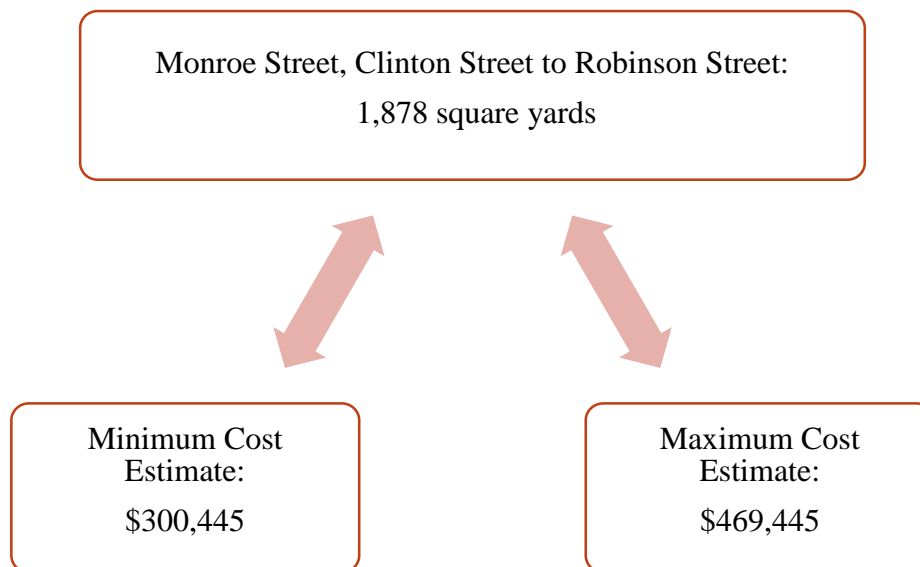 Monroe Street, Clinton Street to Robinson Street:
1,878 square yards
Minimum Cost
Estimate:
$300,445
Maximum Cost
Estimate:
$469,445